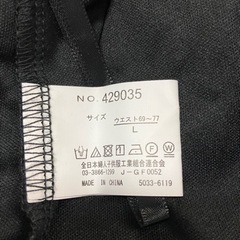 NO. 429035
サイズ ウエスト69〜77
L
全日本婦人子供服工業組合連合会
03-3866-1299 J-GF0052
MADE IN CHINA 5033-6119